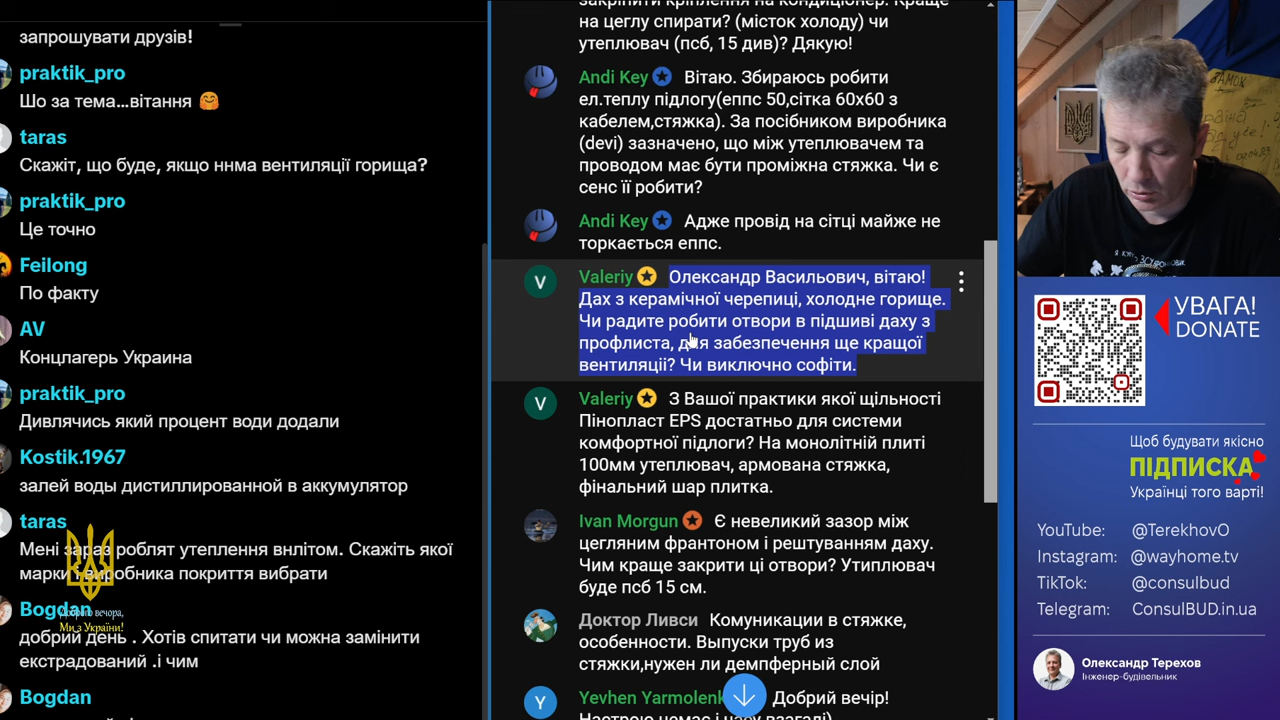 запрошувати друзів!
praktik_pro
Шо за тема…вітання 🤗
taras
Скажіт, що буде, якщо ннма вентиляції горища?
praktik_pro
Це точно
Feilong
По факту
AV
Концлагерь Украина
praktik_pro
Дивлячись який процент води додали
Kostik.1967
залей воды дистиллированной в аккумулятор
taras
Мені зараз роблят утеплення внлітом. Скажіть якої
марки і виробника покриття вибрати
Bogdan
добрий день . Хотів спитати чи можна замінити
екстрадований .і чим
Bogdan
Доброго вечора,
Ми з України!
закріпити кріплення на кондиціонер. Краще
на цеглу спирати? (місток холоду) чи
утеплювач (псб, 15 див)? Дякую!
Andi Key Вітаю. Збираюсь робити
ел.теплу підлогу(еппс 50,сітка 60х60 з
кабелем,стяжка). За посібником виробника
(devi) зазначено, що між утеплювачем та
проводом має бути проміжна стяжка. Чи є
сенс її робити?
Andi Key Адже провід на сітці майже не
торкається еппс.
V Valeriy Олександр Васильович, вітаю!
Дах з керамічної черепиці, холодне горище.
Чи радите робити отвори в підшиві даху з
профлиста, для забезпечення ще кращої
вентиляціі? Чи виключно софіти.
V Valeriy З Вашої практики якої щільності
Пінопласт EPS достатньо для системи
комфортної підлоги? На монолітній плиті
100мм утеплювач, армована стяжка,
фінальний шар плитка.
Ivan Morgun Є невеликий зазор між
цегляним франтоном і рештуванням даху.
Чим краще закрити ці отвори? Утиплювач
буде псб 15 см.
Доктор Ливси Комуникации в стяжке,
особенности. Выпуски труб из
стяжки,нужен ли демпферный слой
Y Yevhen Yarmolenk Добрий вечір!
Настрою немає і часу взагалі)
УВАГА!
DONATE
Щоб будувати якісно
ПІДПИСКА
Українці того варті!
YouTube: @TerekhovO
Instagram: @wayhome.tv
TikTok: @consulbud
Telegram: ConsulBUD.in.ua
Олександр Терехов
Інженер-будівельник